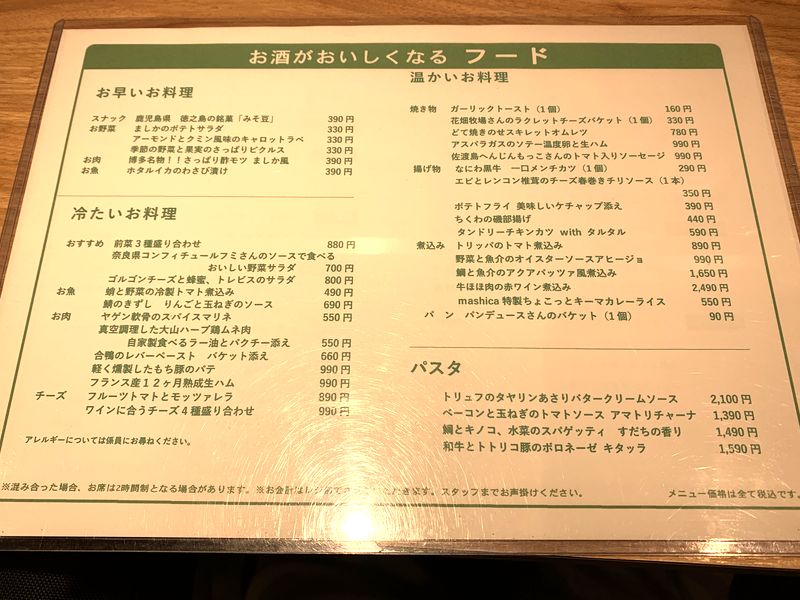 お酒がおいしくなる フード
お早いお料理
スナック 鹿児島県 徳之島の銘菓「みそ豆」 390円
お野菜 ましかのポテトサラダ 330円
アーモンドとクミン風味のキャロットラペ 330円
季節の野菜と果実のさっぱりピクルス 330円
お肉 博多名物！！さっぱり酢モツ ましか風 390円
お魚 ホタルイカのわさび漬け 390円
冷たいお料理
おすすめ 前菜３種盛り合わせ 880円
奈良県コンフィチュールフミさんのソースで食べる
おいしい野菜サラダ 700円
ゴルゴンチーズと蜂蜜、トレビスのサラダ 800円
お魚 蛸と野菜の冷製トマト煮込み 490円
鯖のきずし りんごと玉ねぎのソース 690円
お肉 ヤゲン軟骨のスパイスマリネ 550円
真空調理した大山ハーブ鶏ムネ肉
自家製食べるラー油とパクチー添え 550円
合鴨のレバーペースト バケット添え 660円
軽く燻製したもち豚のパテ 990円
フランス産１２ヶ月熟成生ハム 990円
チーズ フルーツトマトとモッツァレラ 890円
ワインに合うチーズ４種盛り合わせ 990円
アレルギーについては係員にお尋ねください。
温かいお料理
焼き物 ガーリックトースト（1個） 160円
花畑牧場さんのラクレットチーズバケット（1個） 330円
どて焼きのせスキレットオムレツ 780円
アスパラガスのソテー温度卵と生ハム 990円
佐渡島へんじんもっこさんのトマト入りソーセージ 990円
揚げ物 なにわ黒牛 一口メンチカツ（1個） 290円
エビとレンコン椎茸のチーズ春巻きチリソース（1本）
350円
ポテトフライ 美味しいケチャップ添え 390円
ちくわの磯部揚げ 440円
タンドリーチキンカツ with タルタル 590円
煮込み トリッパのトマト煮込み 890円
野菜と魚介のオイスターソースアヒージョ 990円
鯛と魚介のアクアパッツァ風煮込み 1,650円
牛ほほ肉の赤ワイン煮込み 2,490円
mashica 特製ちょこっとキーマカレーライス 550円
パン パンデュースさんのバケット（1個） 90円
パスタ
トリュフのタヤリンあさりバタークリームソース 2,100円
ベーコンと玉ねぎのトマトソース アマトリチャーナ 1,390円
鯛とキノコ、水菜のスパゲッティ すだちの香り 1,490円
和牛とトトリコ豚のボロネーゼ キタッラ 1,590円
※混み合った場合、お席は2時間制となる場合があります。※お会計はレジ ます。スタッフまでお声掛けください。
メニュー価格は全て税込です。